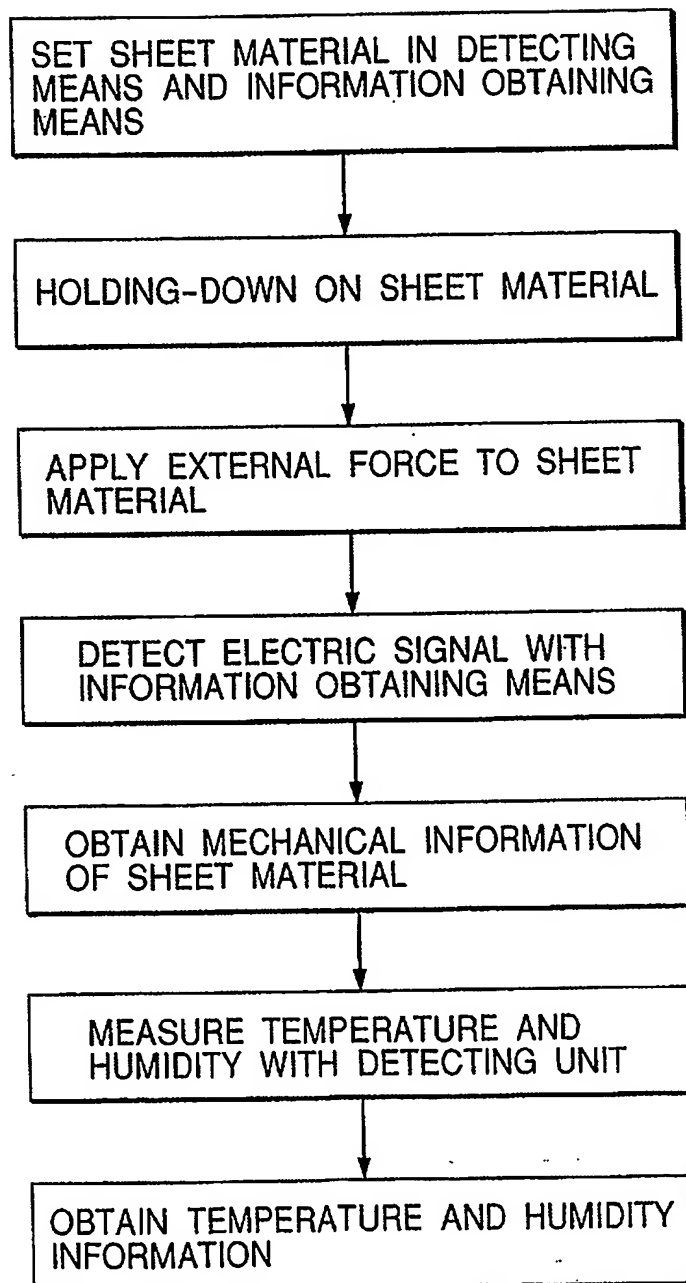 SET SHEET MATERIAL IN DETECTING
MEANS AND INFORMATION OBTAINING
MEANS
HOLDING-DOWN ON SHEET MATERIAL
APPLY EXTERNAL FORCE TO SHEET
MATERIAL
DETECT ELECTRIC SIGNAL WITH
INFORMATION OBTAINING MEANS
OBTAIN MECHANICAL INFORMATION
OF SHEET MATERIAL
MEASURE TEMPERATURE AND
HUMIDITY WITH DETECTING UNIT
OBTAIN TEMPERATURE AND HUMIDITY
INFORMATION